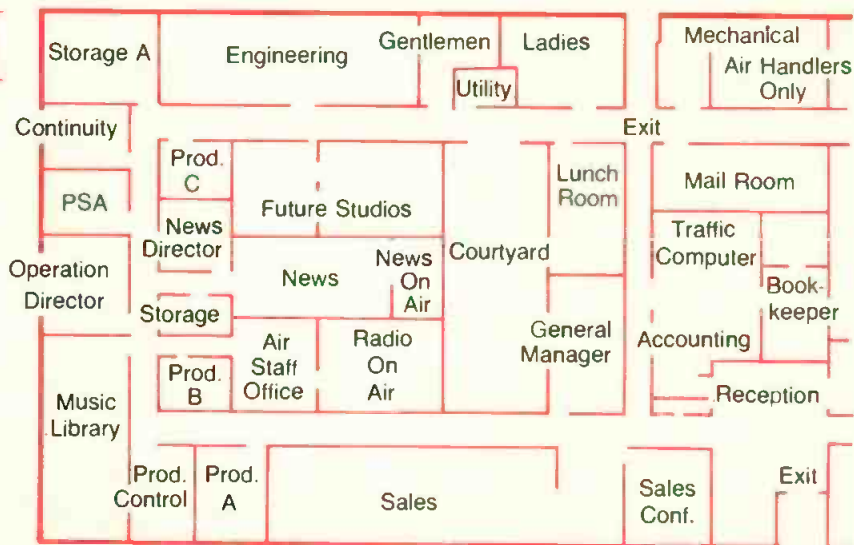 Storage A
Engineering
Gentlemen
Ladies
Utility
Mechanical
Air Handlers
Only
Continuity
Exit
Prod.
C
PSA
Future Studios
Lunch
Room
Mail Room
News
Director
Operation
Director
News
News
On
Air
Courtyard
Traffic
Computer
Book-
keeper
Storage
Air
Staff
Office
Radio
On
Air
General
Manager
Accounting
Prod.
B
Reception
Music
Library
Prod.
Control
Prod.
A
Sales
Sales
Conf.
Exit